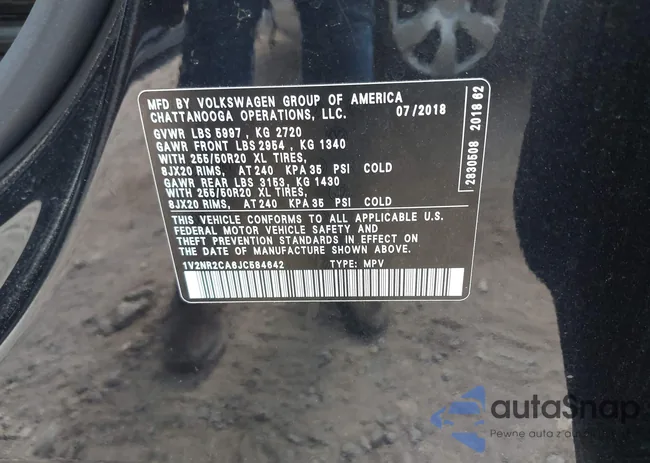 MFD BY VOLKSWAGEN GROUP OF AMERICA
CHATTANOOGA OPERATIONS, LLC. 07/2018
GVWR LBS 5997 , KG 2720
GAWR FRONT LBS 2954 , KG 1340
WITH 255/50R20 XL TIRES,
8JX20 RIMS, AT 240 KPA 35 PSI COLD
GAWR REAR LBS 3153, KG 1430
WITH 255/50R20 XL TIRES,
8JX20 RIMS, AT 240 KPA 35 PSI COLD
THIS VEHICLE CONFORMS TO ALL APPLICABLE U.S.
FEDERAL MOTOR VEHICLE SAFETY AND
THEFT PREVENTION STANDARDS IN EFFECT ON
THE DATE OF MANUFACTURE SHOWN ABOVE.
1V2NR2CA6JC584642 TYPE: MPV
2830508 2018 62
autoSnap
Pewne auta z